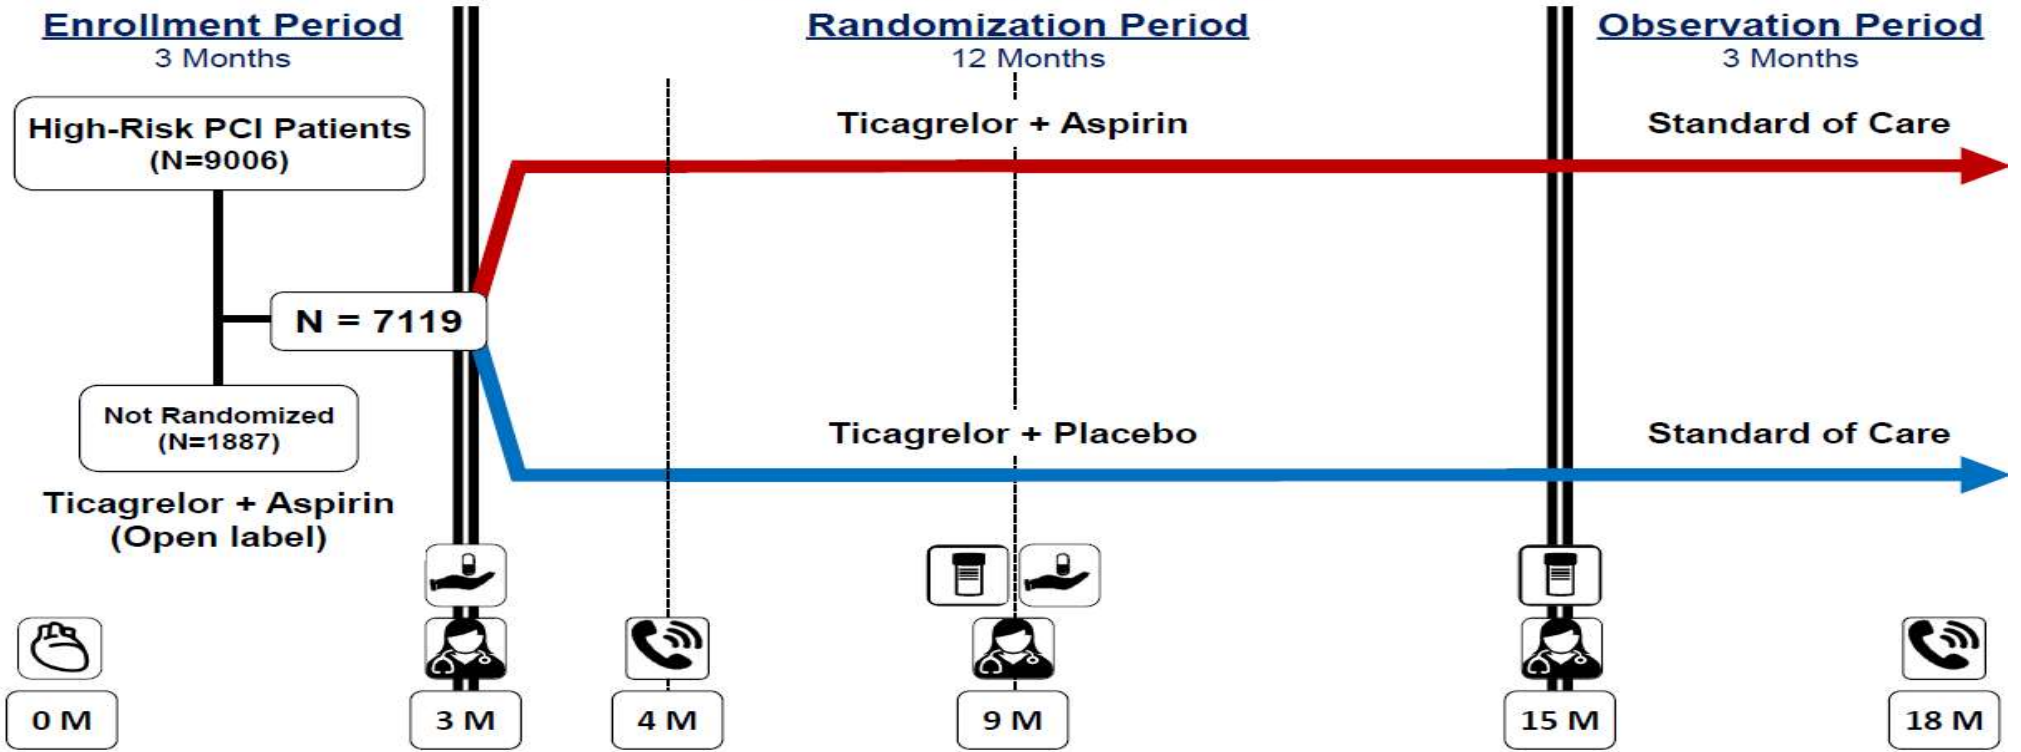 Enrollment Period
3 Months
Randomization Period
12 Months
Observation Period
3 Months
High-Risk PCI Patients
(N=9006)
Ticagrelor + Aspirin
Standard of Care
N = 7119
Not Randomized
(N=1887)
Ticagrelor + Placebo
Standard of Care
Ticagrelor + Aspirin
(Open label)
0 M
3 M
4 M
9 M
15 M
18 M